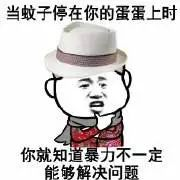 当蚊子停在你的蛋蛋上时
你就知道暴力不一定
能够解决问题